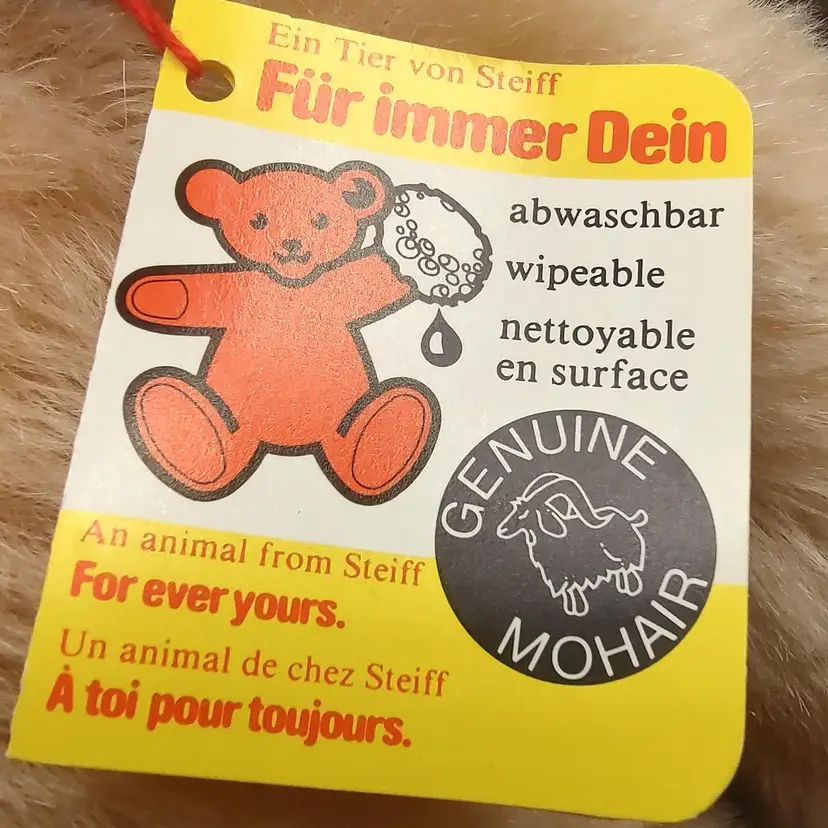 Ein Tier von Steiff
Für immer Dein
abwaschbar
wipeable
nettoyable
en surface
GENUINE
MOHAIR
An animal from Steiff
For ever yours.
Un animal de chez Steiff
À toi pour toujours.